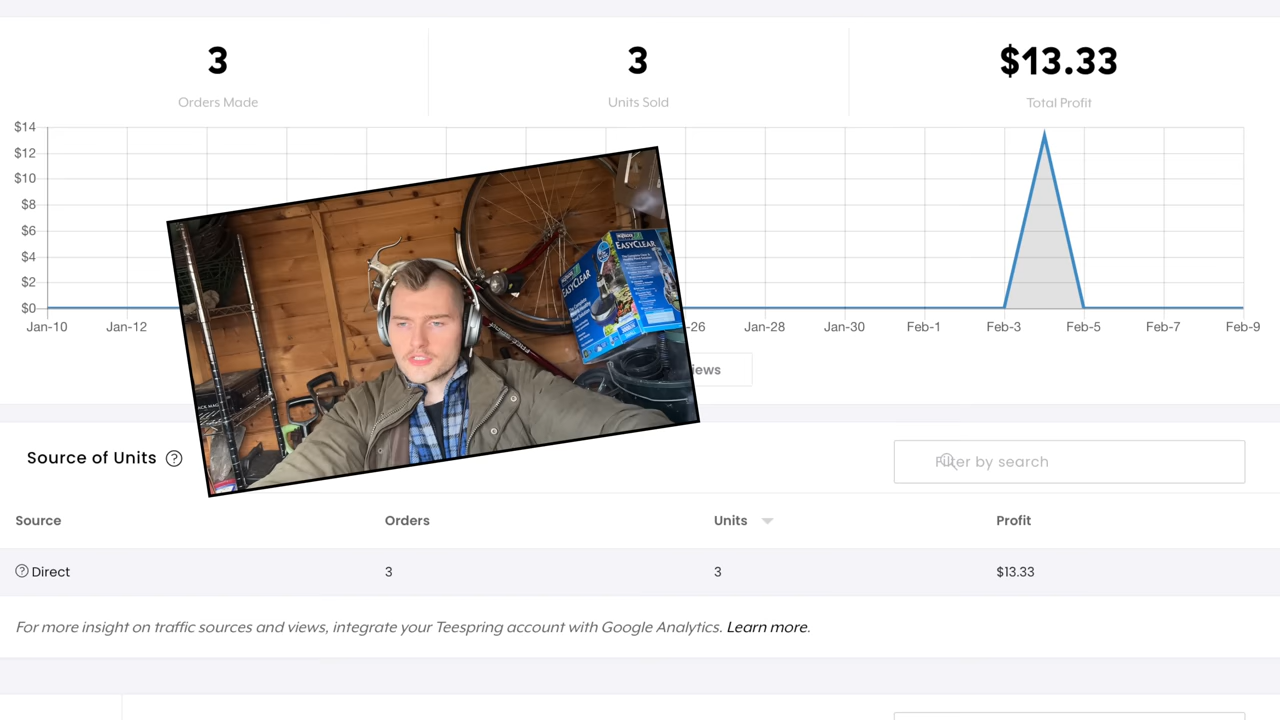 3
3
$13.33
Orders Made
Units Sold
Total Profit
$14
$12
$10
$8
$6
$4
$2
$0
Jan-10
Jan-12
-26
Jan-28
Jan-30
Feb-1
Feb-3
Feb-5
Feb-7
Feb-9
iews
EASYCLEAR
EASYCLEAR
Source of Units ?
Filter by search
Source
Orders
Units
Profit
? Direct
3
3
$13.33
For more insight on traffic sources and views, integrate your Teespring account with Google Analytics. Learn more.